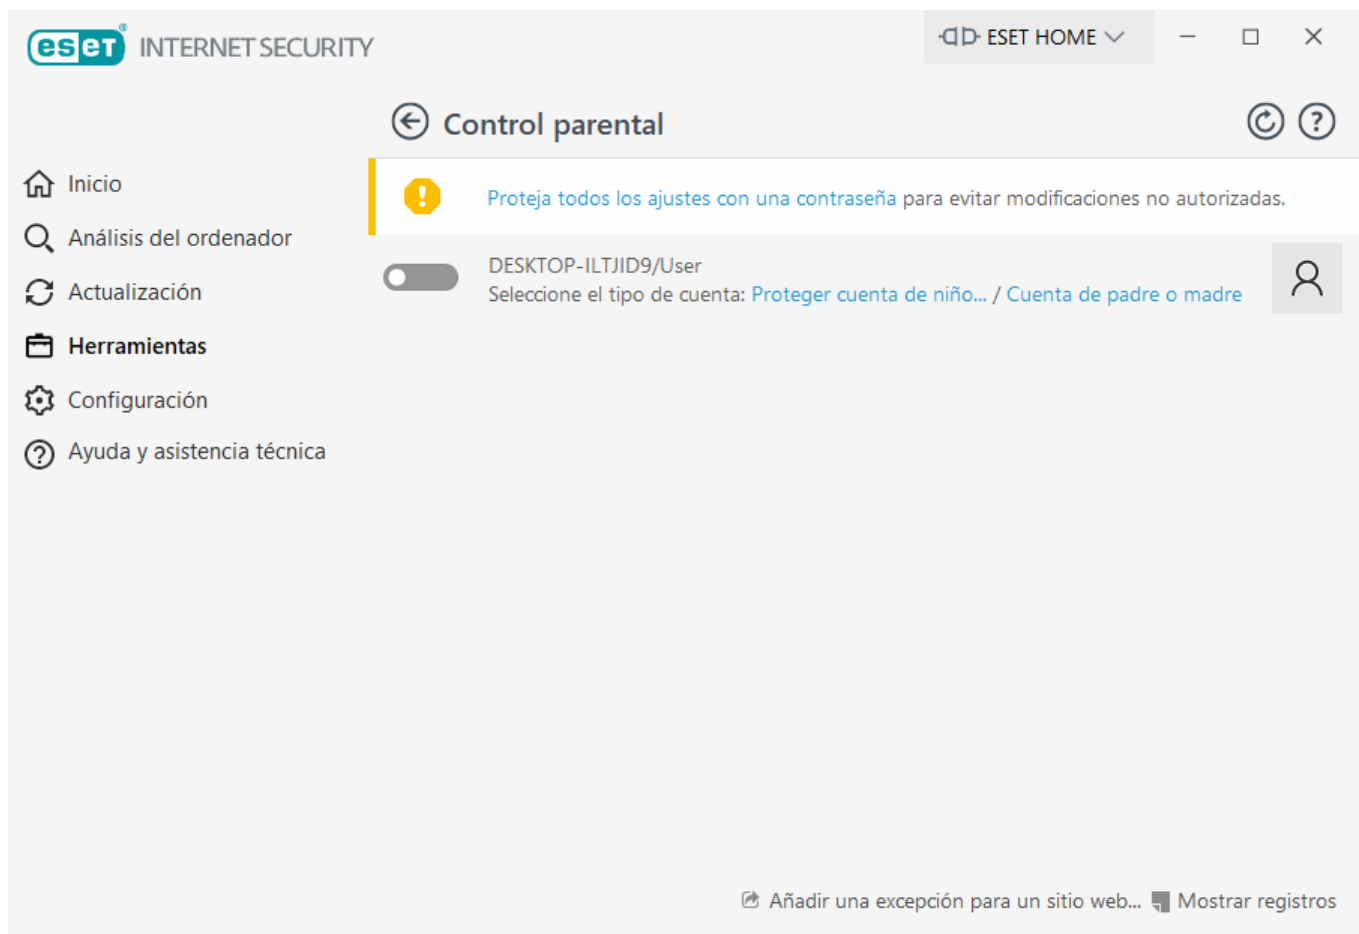 eset® INTERNET SECURITY
ESET HOME
Control parental
Inicio
Análisis del ordenador
Actualización
Herramientas
Configuración
Ayuda y asistencia técnica
Proteja todos los ajustes con una contraseña para evitar modificaciones no autorizadas.
DESKTOP-ILTJID9/User
Seleccione el tipo de cuenta: Proteger cuenta de niño... / Cuenta de padre o madre
Añadir una excepción para un sitio web... Mostrar registros